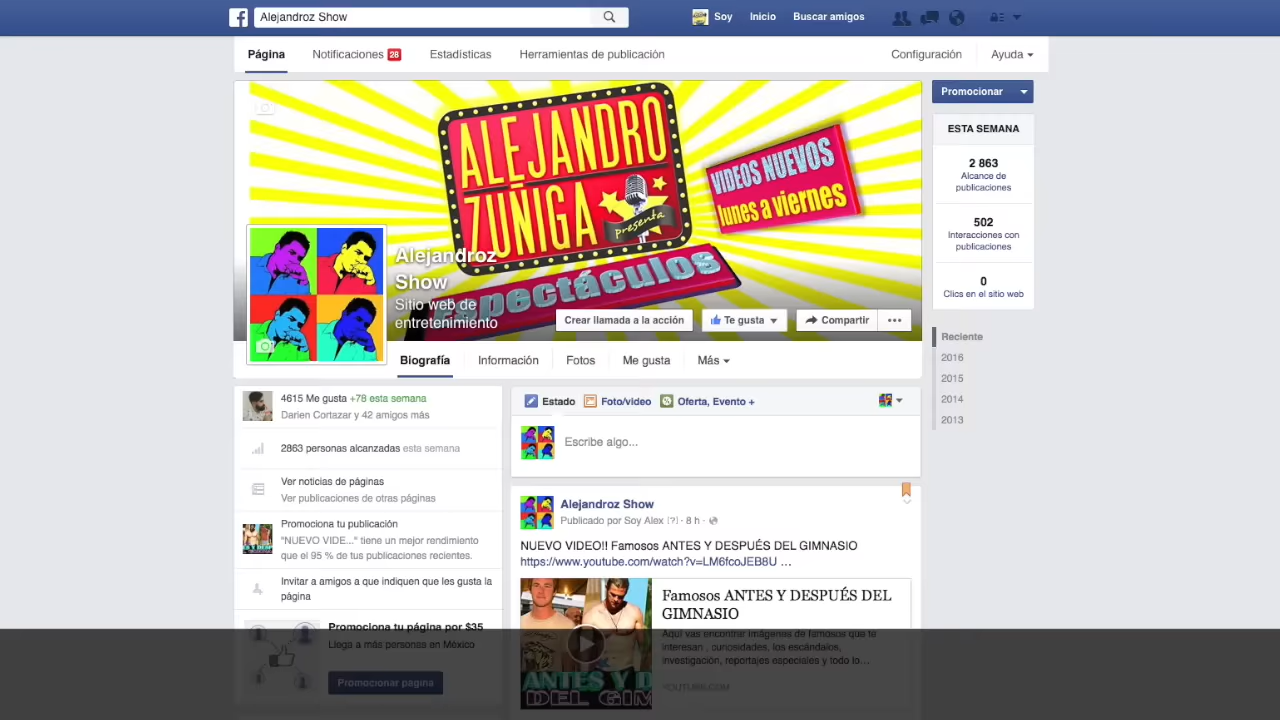 Alejandroz Show
Soy
Inicio
Buscar amigos
Página
Notificaciones 28
Estadísticas
Herramientas de publicación
Configuración
Ayuda
ALEJANDRO
ZUÑIGA
presenta
VIDEOS NUEVOS
lunes a viernes
Espectáculos
Alejandroz
Show
Sitio web de
entretenimiento
Crear llamada a la acción
Te gusta
Compartir
Promocionar
ESTA SEMANA
2 863
Alcance de
publicaciones
502
Interacciones con
publicaciones
0
Clics en el sitio web
Reciente
2016
2015
2014
2013
Biografía
Información
Fotos
Me gusta
Más
4615 Me gusta +78 esta semana
Darien Cortazar y 42 amigos más
2863 personas alcanzadas esta semana
Ver noticias de páginas
Ver publicaciones de otras páginas
Promociona tu publicación
"NUEVO VIDE..." tiene un mejor rendimiento
que el 95 % de tus publicaciones recientes.
Invitar a amigos a que indiquen que les gusta la
página
Promociona tu página por $35
Llega a más personas en México
Promocionar página
Estado
Foto/video
Oferta, Evento +
Escribe algo...
Alejandroz Show
Publicado por Soy Alex [?] · 8 h ·
NUEVO VIDEO!! Famosos ANTES Y DESPUÉS DEL GIMNASIO
https://www.youtube.com/watch?v=LM6fcoJEB8U ...
Famosos ANTES Y DESPUÉS DEL
GIMNASIO
Aquí vas encontrar imágenes de famosos que te
interesan , curiosidades, los escándalos,
investigación, reportajes especiales y todo lo...
YOUTUBE.COM
ANTES Y D
DEL GIM